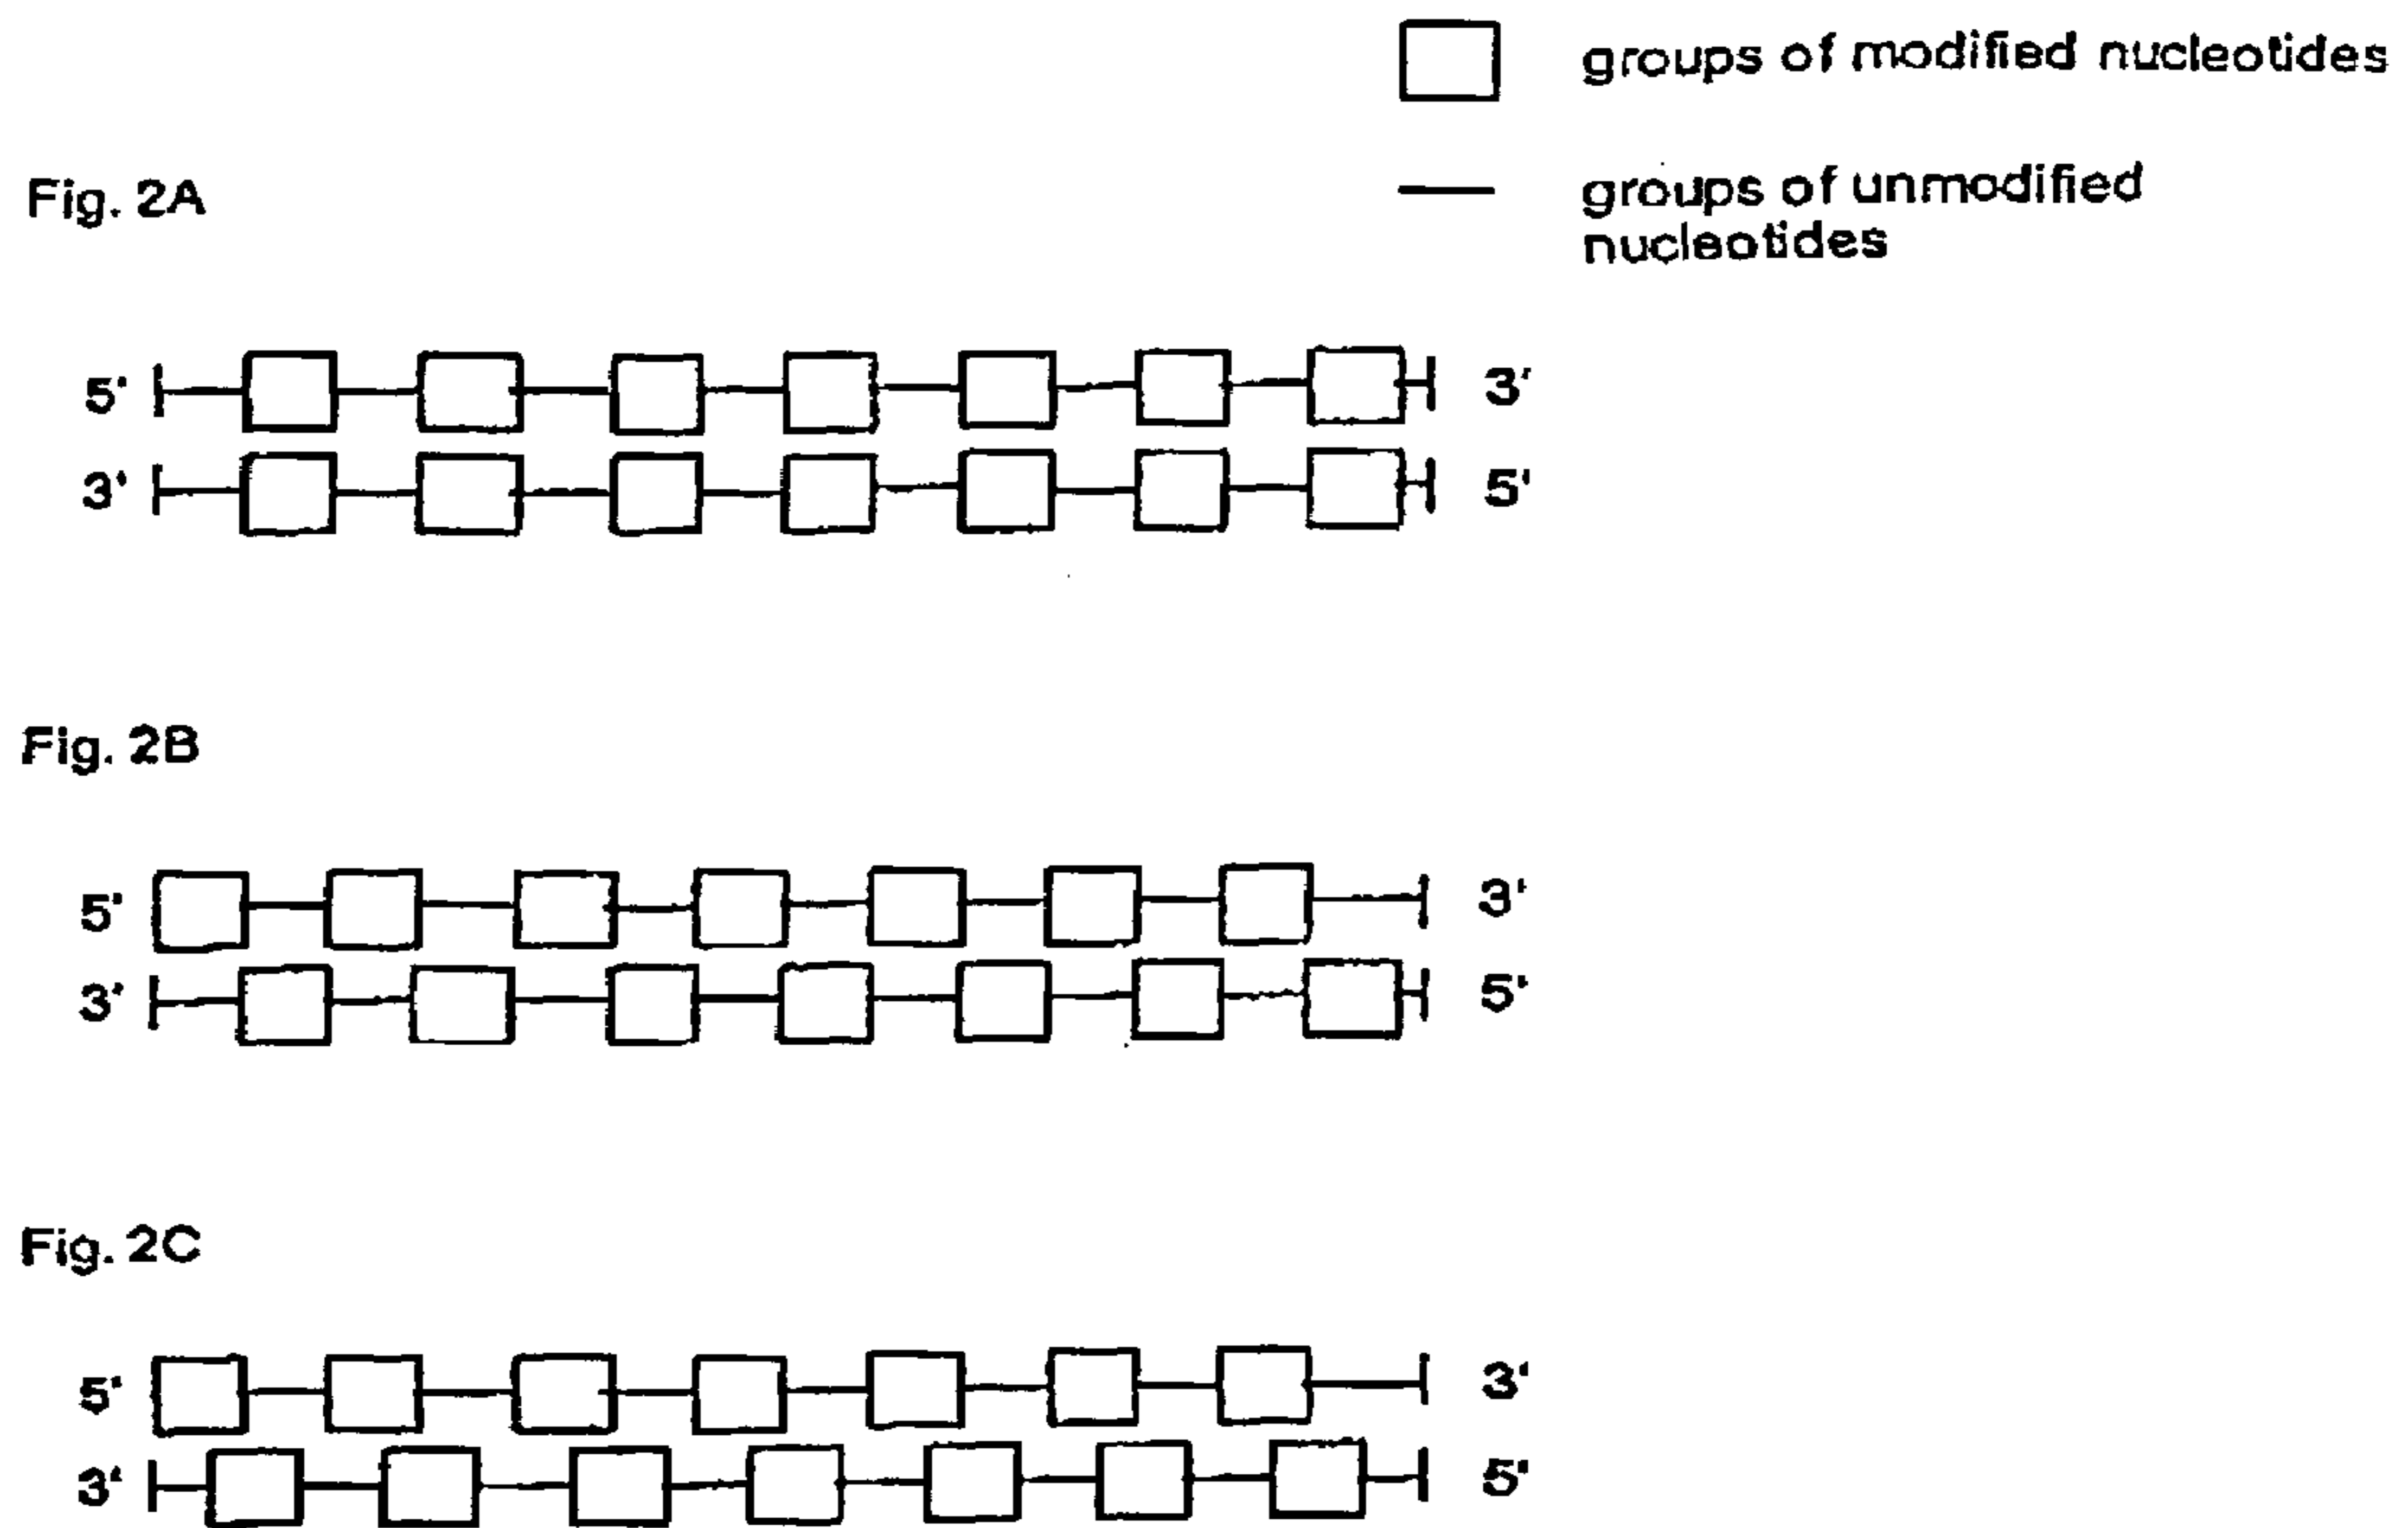 groups of modified nucleotides
Fig. 2A
groups of unmodified
nucleotides
5' 3'
3' 5'
Fig. 2B
5' 3'
3' 5'
Fig. 2C
5' 3'
3' 5'